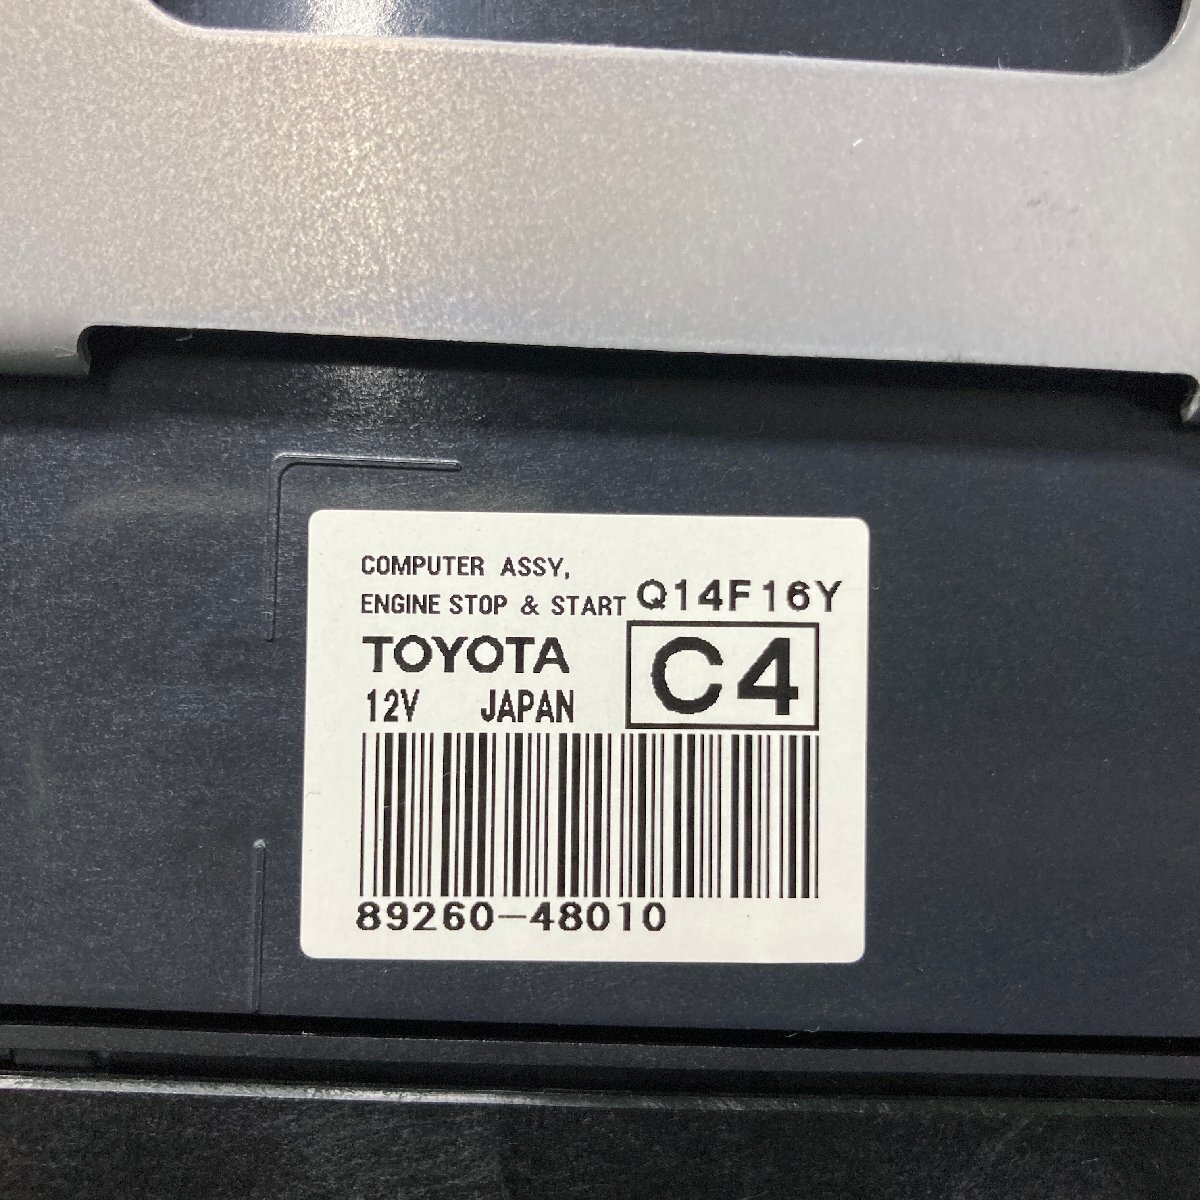 COMPUTER ASSY,
ENGINE STOP & START Q14F16Y
TOYOTA
C4
12V JAPAN
89260-48010